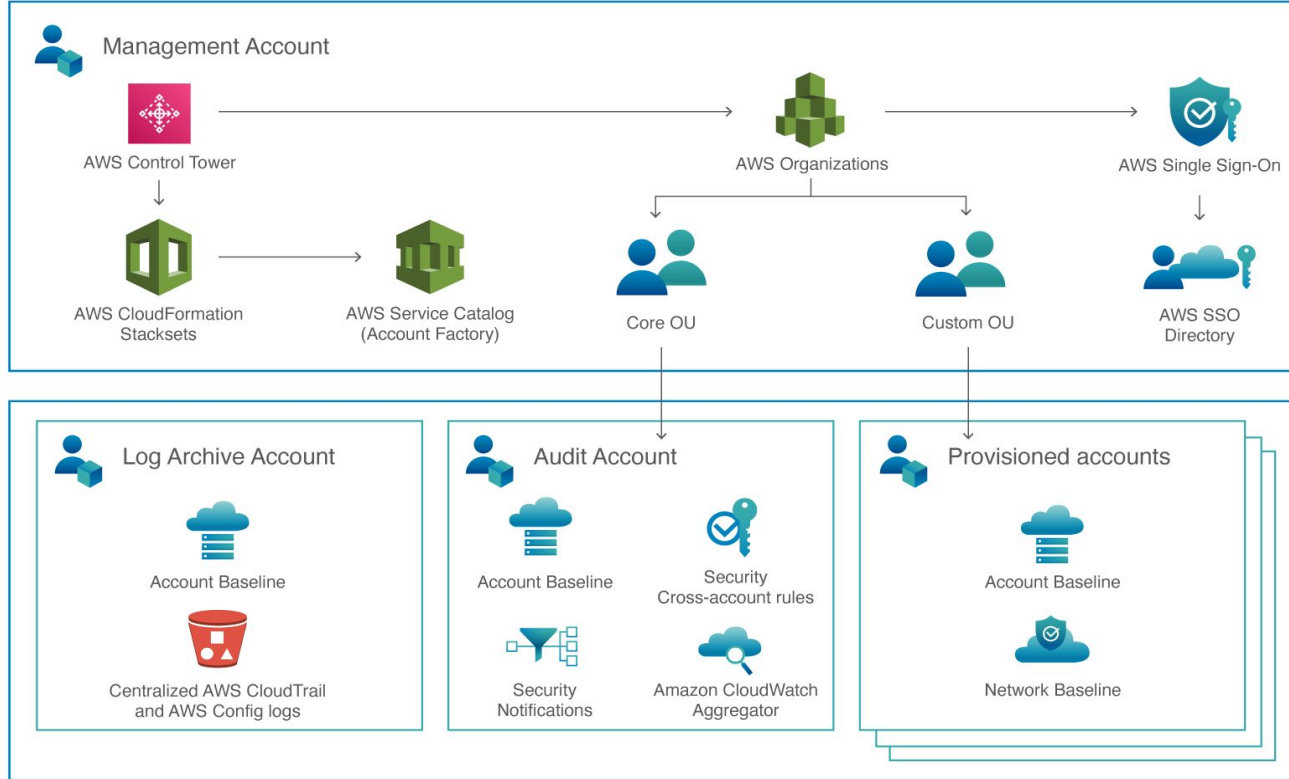 Management Account
AWS Control Tower
AWS Organizations
AWS Single Sign-On
AWS CloudFormation
Stacksets
AWS Service Catalog
(Account Factory)
Core OU
Custom OU
AWS SSO
Directory
Log Archive Account
Account Baseline
Centralized AWS CloudTrail
and AWS Config logs
Audit Account
Account Baseline
Security
Cross-account rules
Security
Notifications
Amazon CloudWatch
Aggregator
Provisioned accounts
Account Baseline
Network Baseline